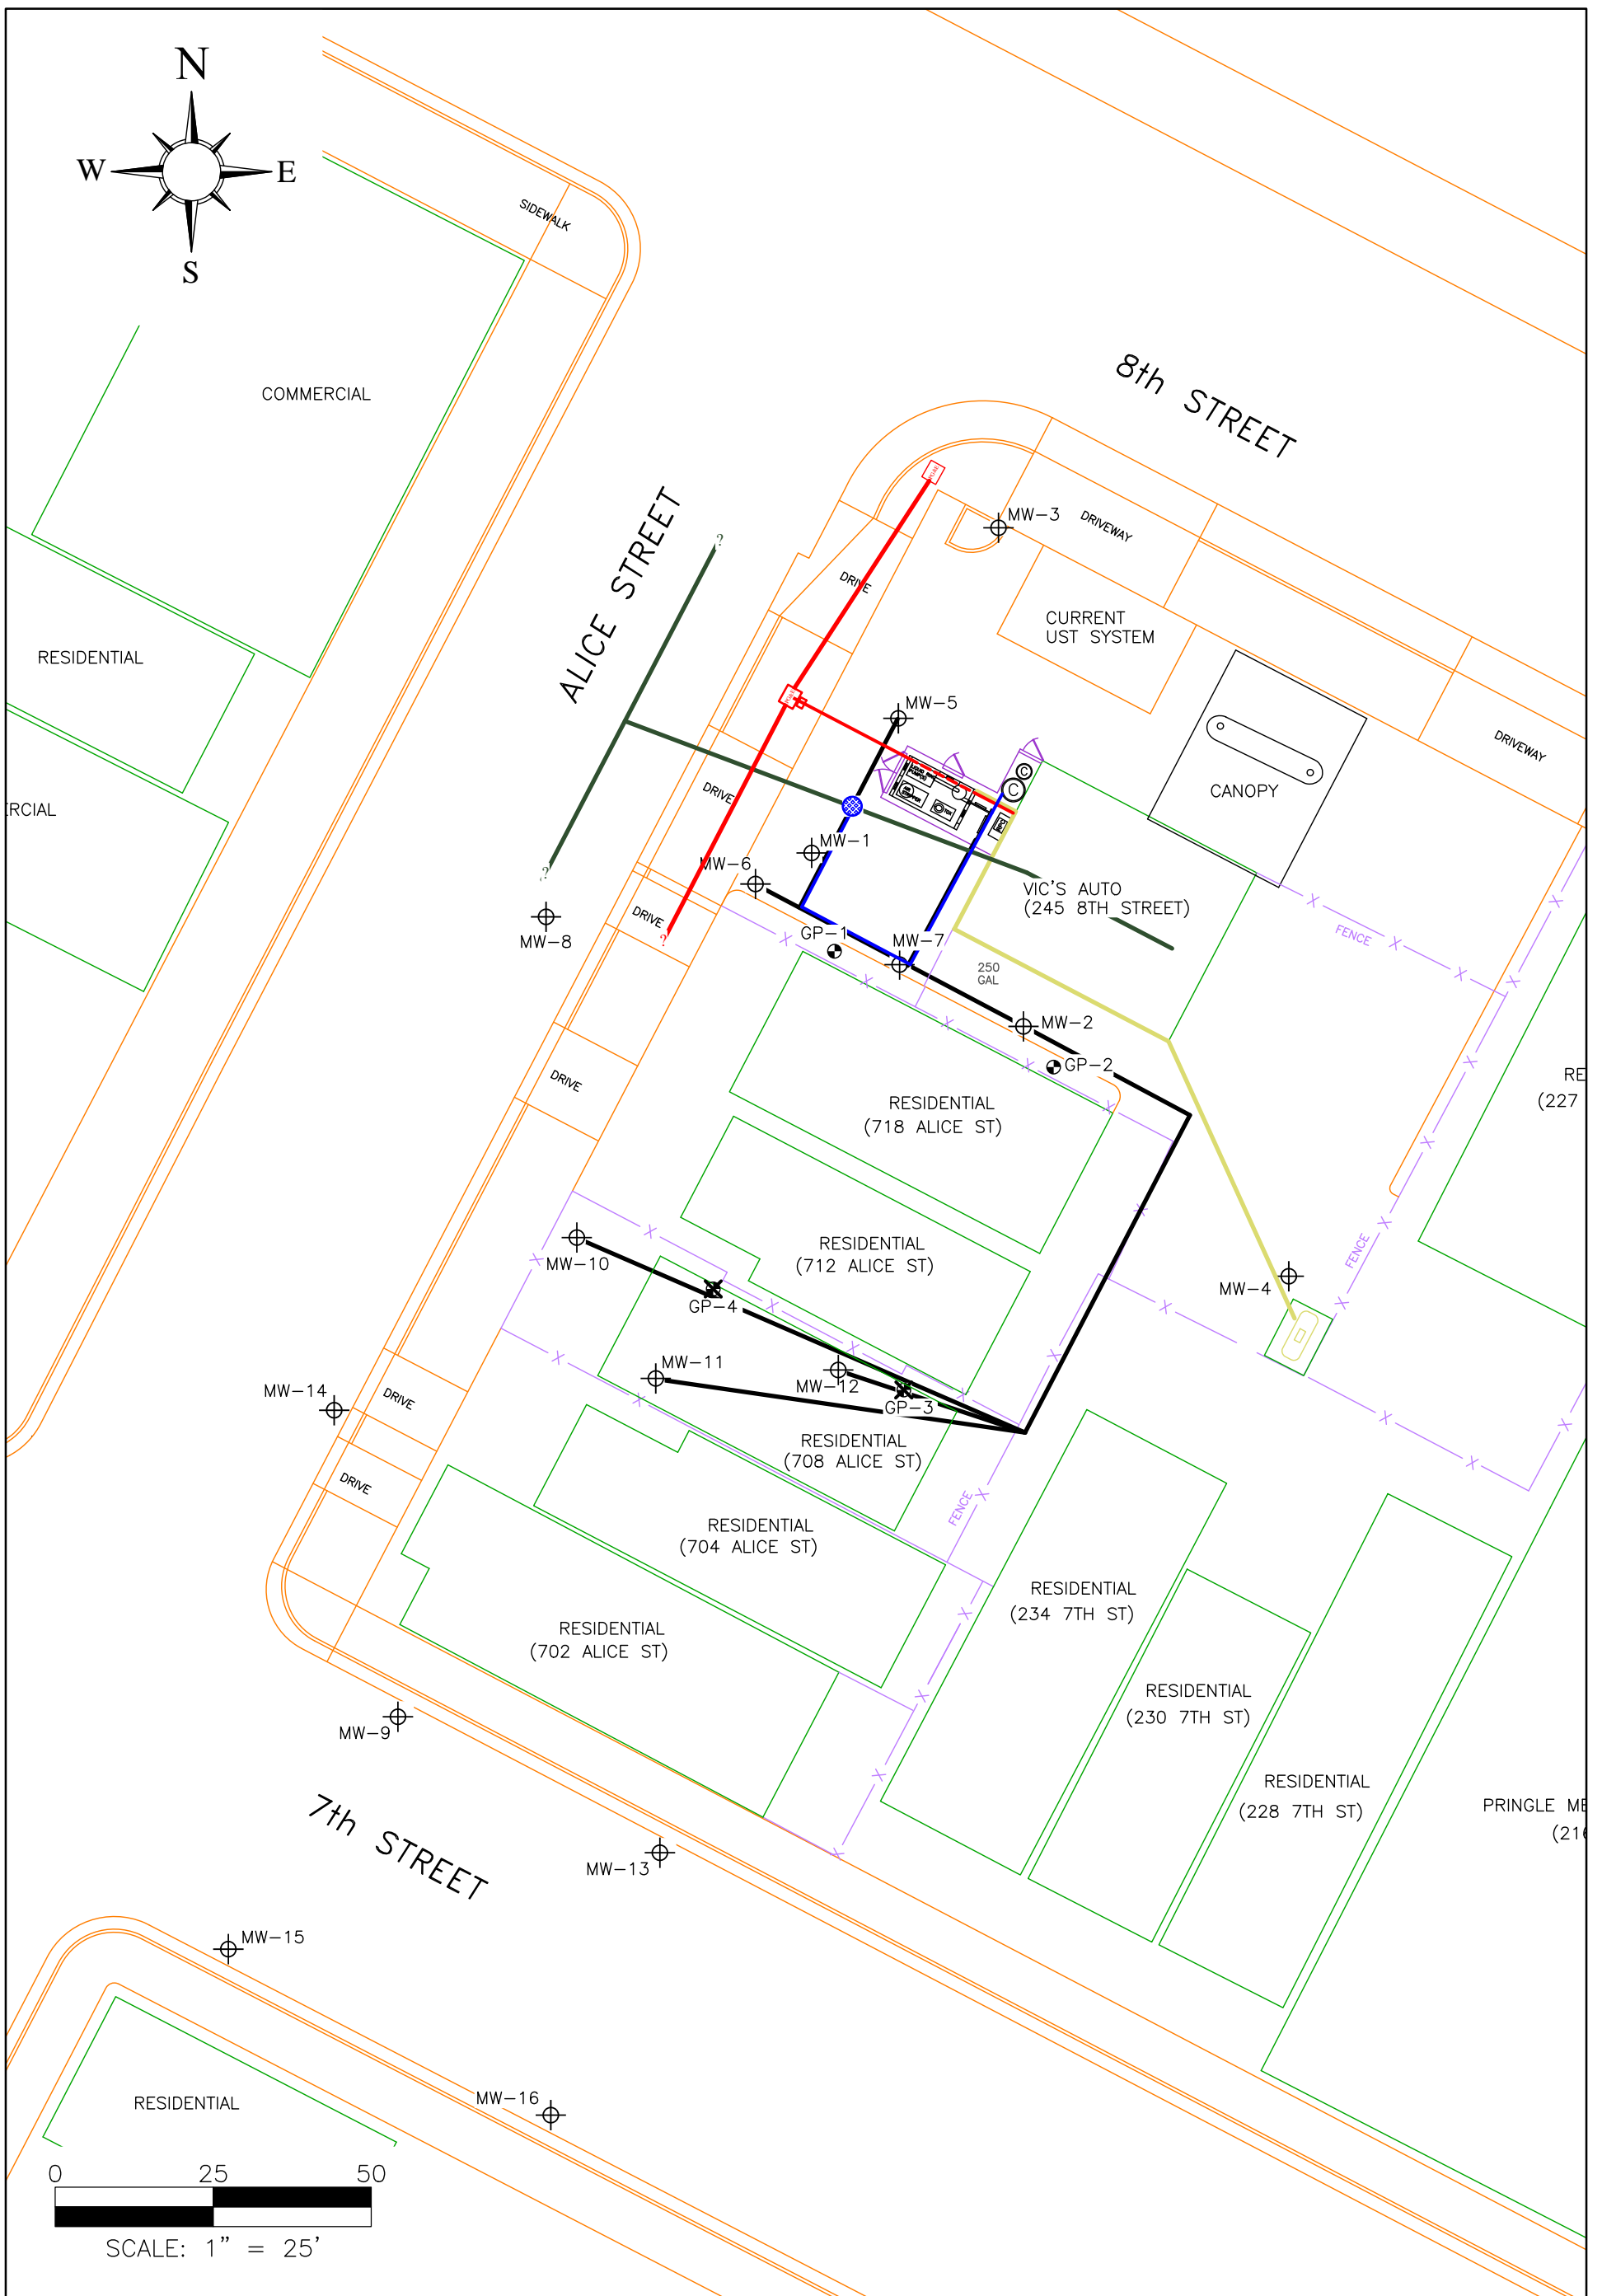 N
W
E
S
SIDEWALK
COMMERCIAL
8th STREET
ALICE STREET
MW-3
DRIVEWAY
DRIVE
CURRENT
UST SYSTEM
RESIDENTIAL
?
MW-5
DRIVEWAY
CANOPY
C
C
DRIVE
RCIAL
MW-1
MW-6
?
VIC'S AUTO
(245 8TH STREET)
DRIVE
MW-8
?
GP-1
MW-7
FENCE
250
GAL
MW-2
GP-2
DRIVE
RE
(227
RESIDENTIAL
(718 ALICE ST)
RESIDENTIAL
(712 ALICE ST)
MW-10
FENCE
MW-4
GP-4
MW-11
MW-12
GP-3
MW-14
DRIVE
RESIDENTIAL
(708 ALICE ST)
DRIVE
FENCE
RESIDENTIAL
(704 ALICE ST)
RESIDENTIAL
(234 7TH ST)
RESIDENTIAL
(702 ALICE ST)
RESIDENTIAL
(230 7TH ST)
MW-9
RESIDENTIAL
(228 7TH ST)
PRINGLE ME
(216
7th STREET
MW-13
MW-15
MW-16
RESIDENTIAL
0 25 50
SCALE: 1" = 25'